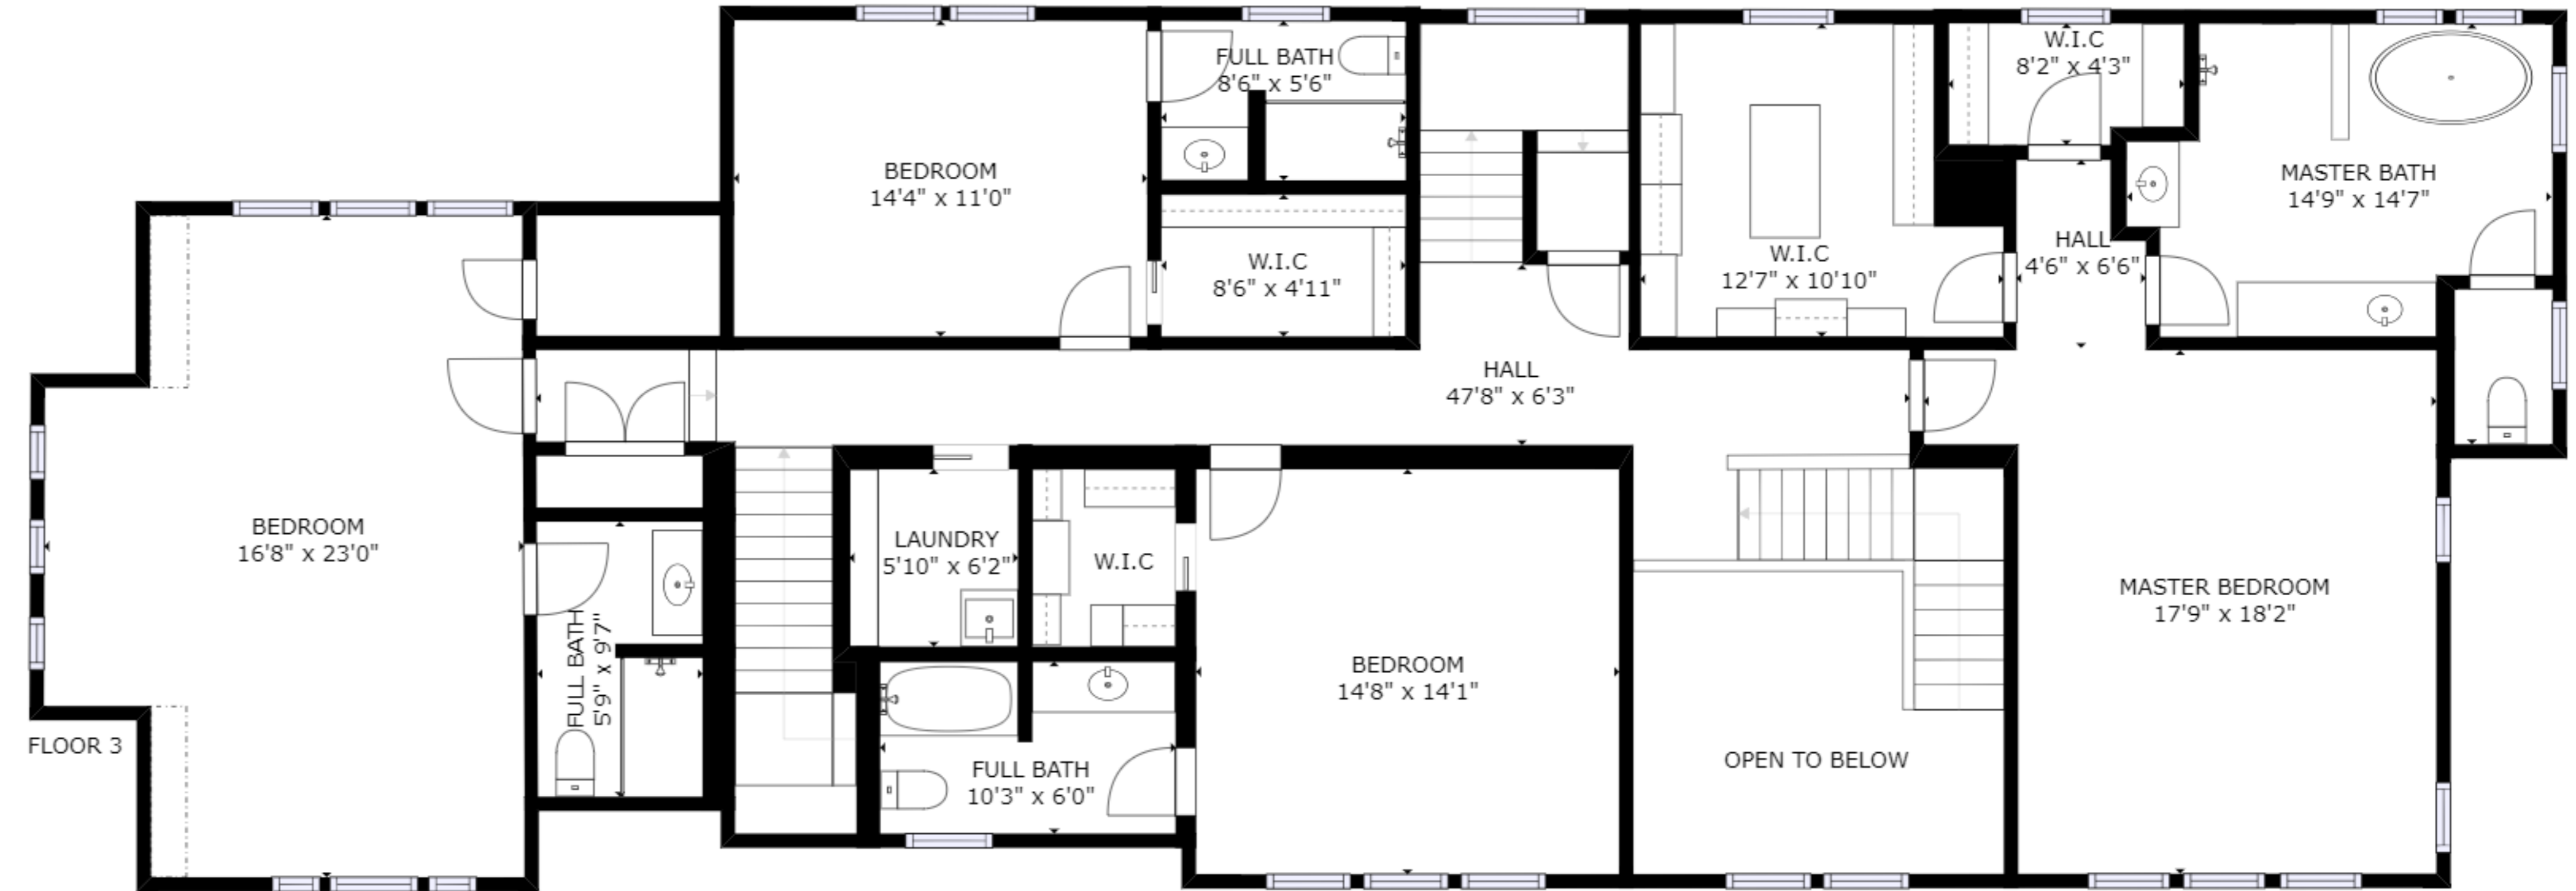 FULL BATH
8'6" x 5'6"
W.I.C
8'2" x 4'3"
BEDROOM
14'4" x 11'0"
MASTER BATH
14'9" x 14'7"
W.I.C
8'6" x 4'11"
W.I.C
12'7" x 10'10"
HALL
4'6" x 6'6"
HALL
47'8" x 6'3"
BEDROOM
16'8" x 23'0"
LAUNDRY
5'10" x 6'2"
W.I.C
MASTER BEDROOM
17'9" x 18'2"
FULL BATH
5'9" x 9'7"
BEDROOM
14'8" x 14'1"
FLOOR 3
OPEN TO BELOW
FULL BATH
10'3" x 6'0"